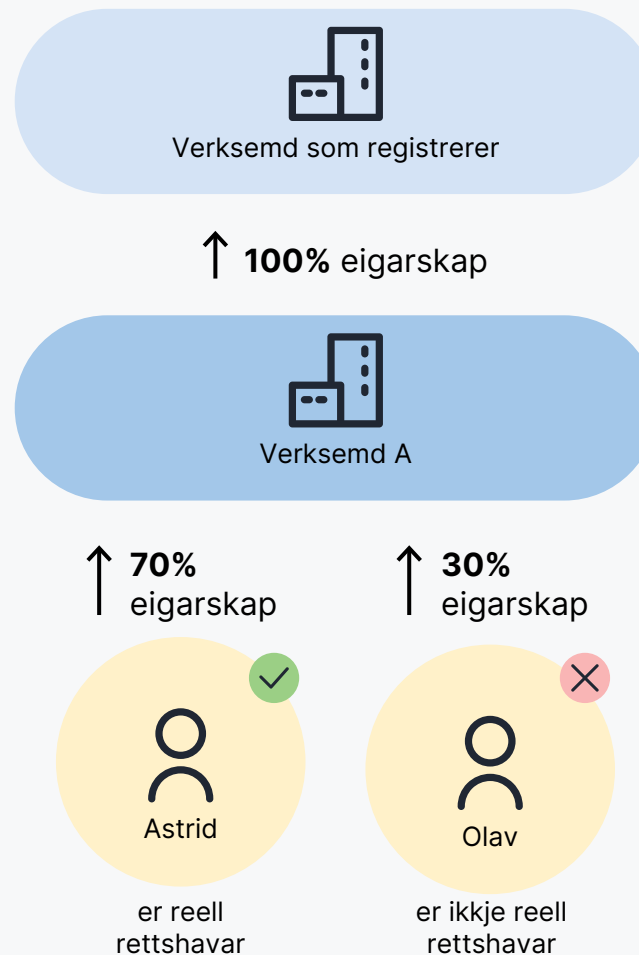 Verksemd som registrerer
100% eigarskap
Verksemd A
70%
eigarskap
30%
eigarskap
Astrid
Olav
er reell
rettshavar
er ikkje reell
rettshavar